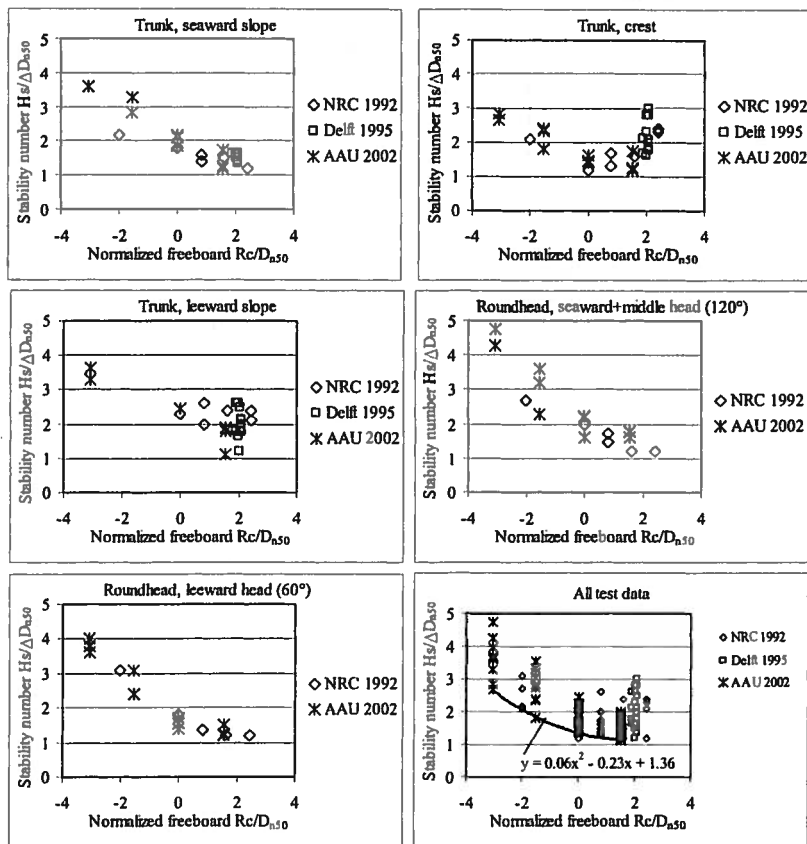 Trunk, seaward slope
Stability number Hs/ΔDn50
5
4
3
2
1
0
-4 -2 0 2 4
Normalized freeboard Rc/Dn50
NRC 1992
Delft 1995
AAU 2002
Trunk, crest
Stability number Hs/ΔDn50
5
4
3
2
1
0
-4 -2 0 2 4
Normalized freeboard Rc/Dn50
NRC 1992
Delft 1995
AAU 2002
Trunk, leeward slope
Stability number Hs/ΔDn50
5
4
3
2
1
0
-4 -2 0 2 4
Normalized freeboard Rc/Dn50
NRC 1992
Delft 1995
AAU 2002
Roundhead, seaward+middle head (120°)
Stability number Hs/ΔDn50
5
4
3
2
1
0
-4 -2 0 2 4
Normalized freeboard Rc/Dn50
NRC 1992
AAU 2002
Roundhead, leeward head (60°)
Stability number Hs/ΔDn50
5
4
3
2
1
0
-4 -2 0 2 4
Normalized freeboard Rc/Dn50
NRC 1992
AAU 2002
All test data
Stability number Hs/ΔDn50
5
4
3
2
1
0
y = 0.06x² - 0.23x + 1.36
-4 -2 0 2 4
Normalized freeboard Rc/Dn50
NRC 1992
Delft 1995
AAU 2002